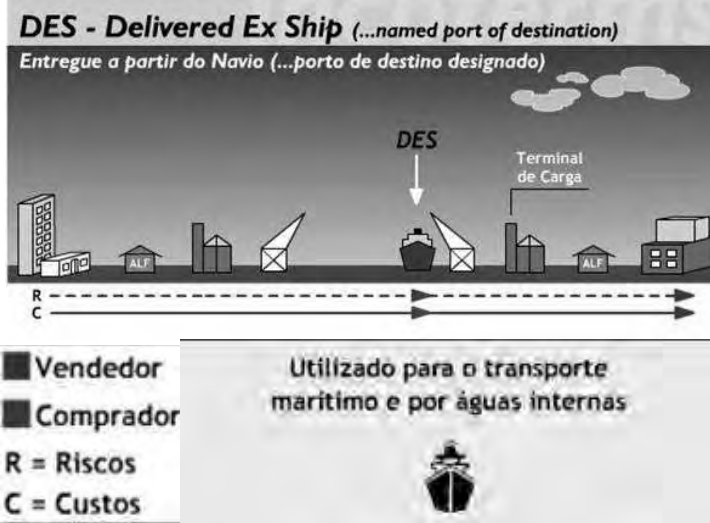 DES - Delivered Ex Ship (...named port of destination)
Entregue a partir do Navio (...porto de destino designado)
DES
Terminal
de Carga
ALF
ALF
R
C
Vendedor
Comprador
R = Riscos
C = Custos
Utilizado para o transporte
marítimo e por águas internas